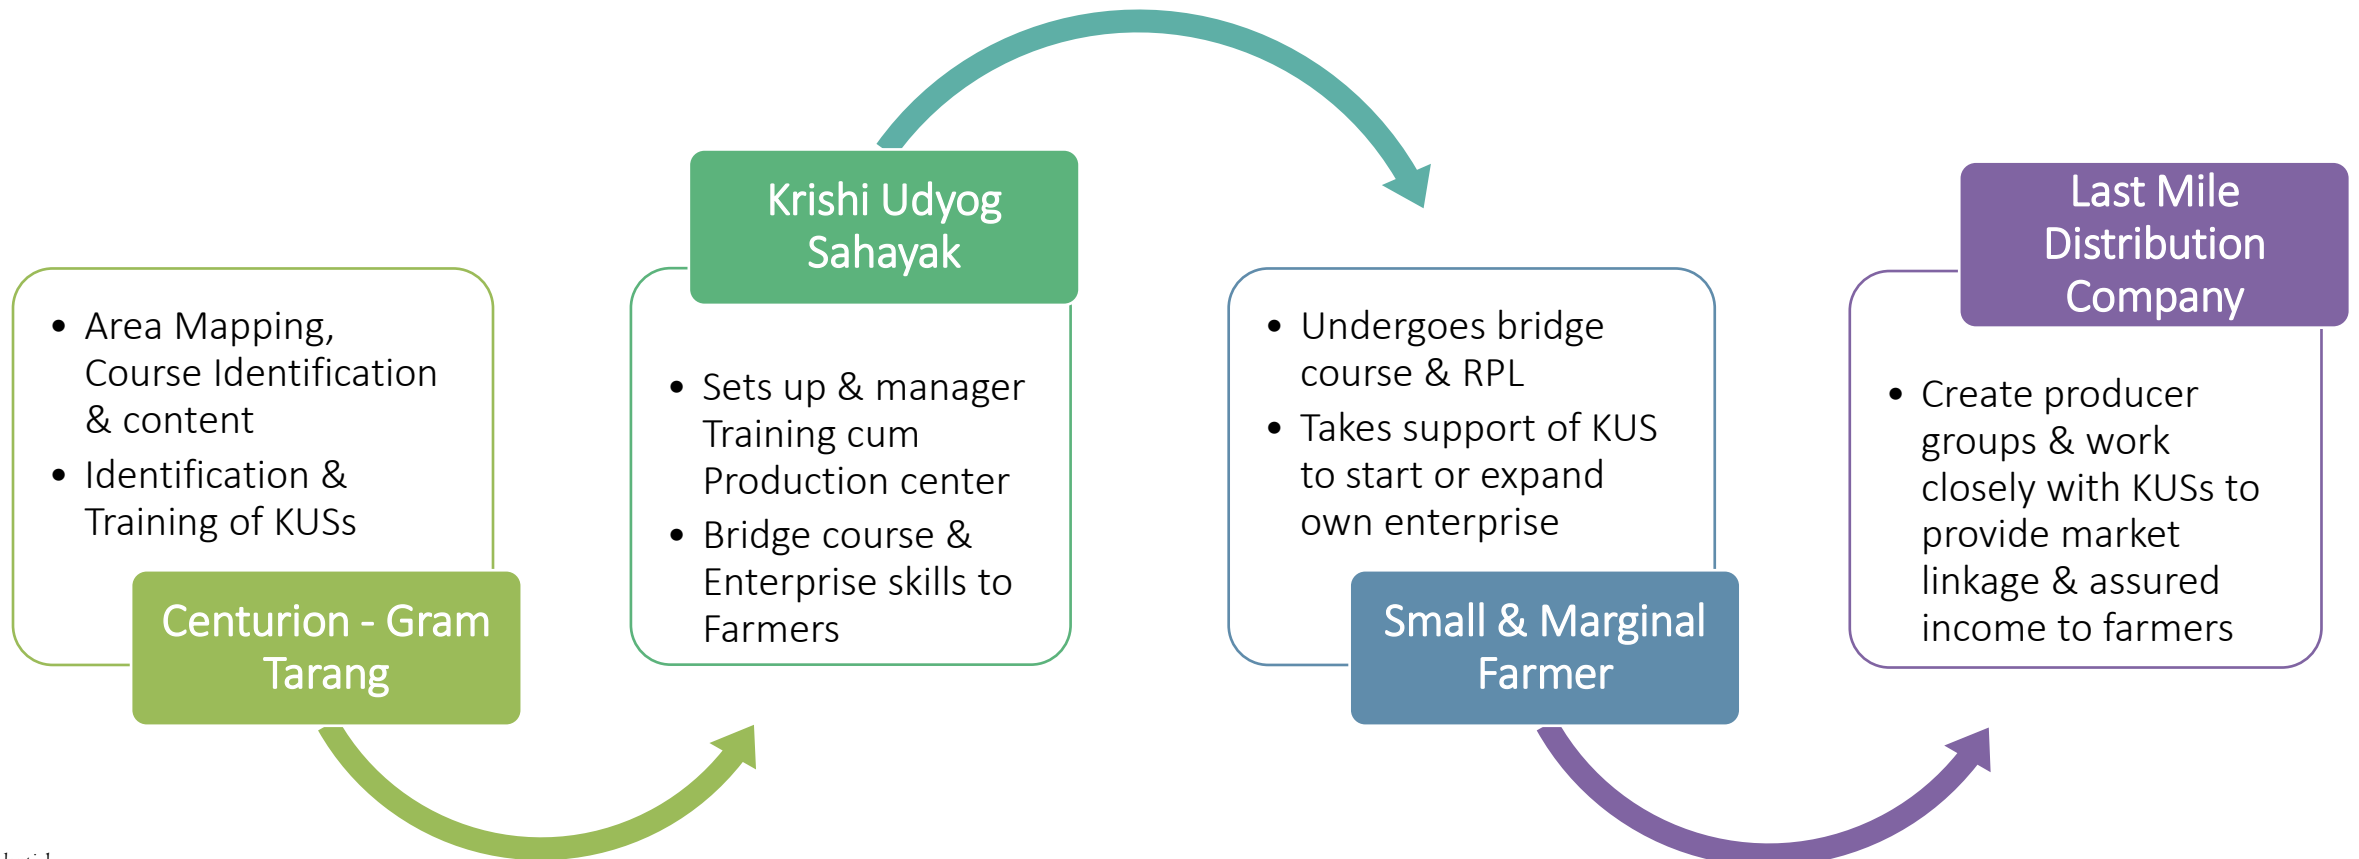 • Area Mapping,
Course Identification
& content
• Identification &
Training of KUSs
Centurion - Gram
Tarang
Krishi Udyog
Sahayak
• Sets up & manager
Training cum
Production center
• Bridge course &
Enterprise skills to
Farmers
• Undergoes bridge
course & RPL
• Takes support of KUS
to start or expand
own enterprise
Small & Marginal
Farmer
Last Mile
Distribution
Company
• Create producer
groups & work
closely with KUSs to
provide market
linkage & assured
income to farmers